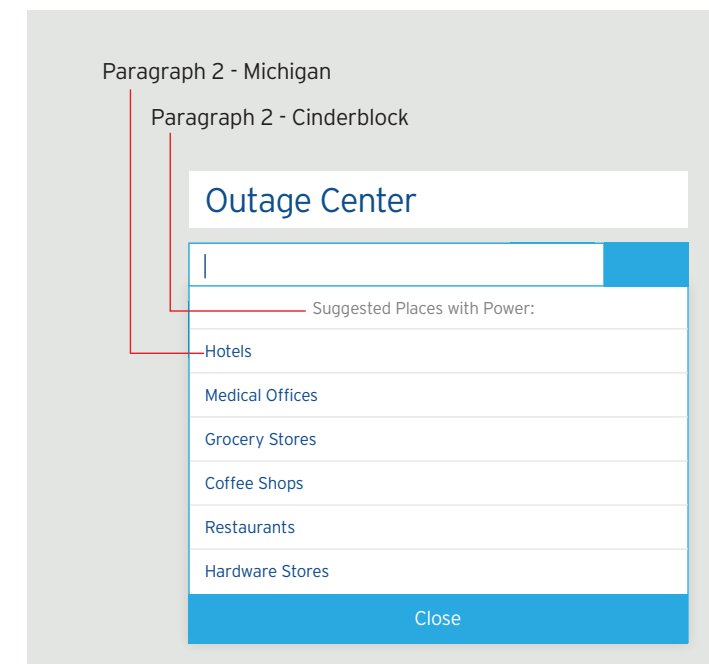 Paragraph 2 - Michigan
Paragraph 2 - Cinderblock
Outage Center
Suggested Places with Power:
Hotels
Medical Offices
Grocery Stores
Coffee Shops
Restaurants
Hardware Stores
Close